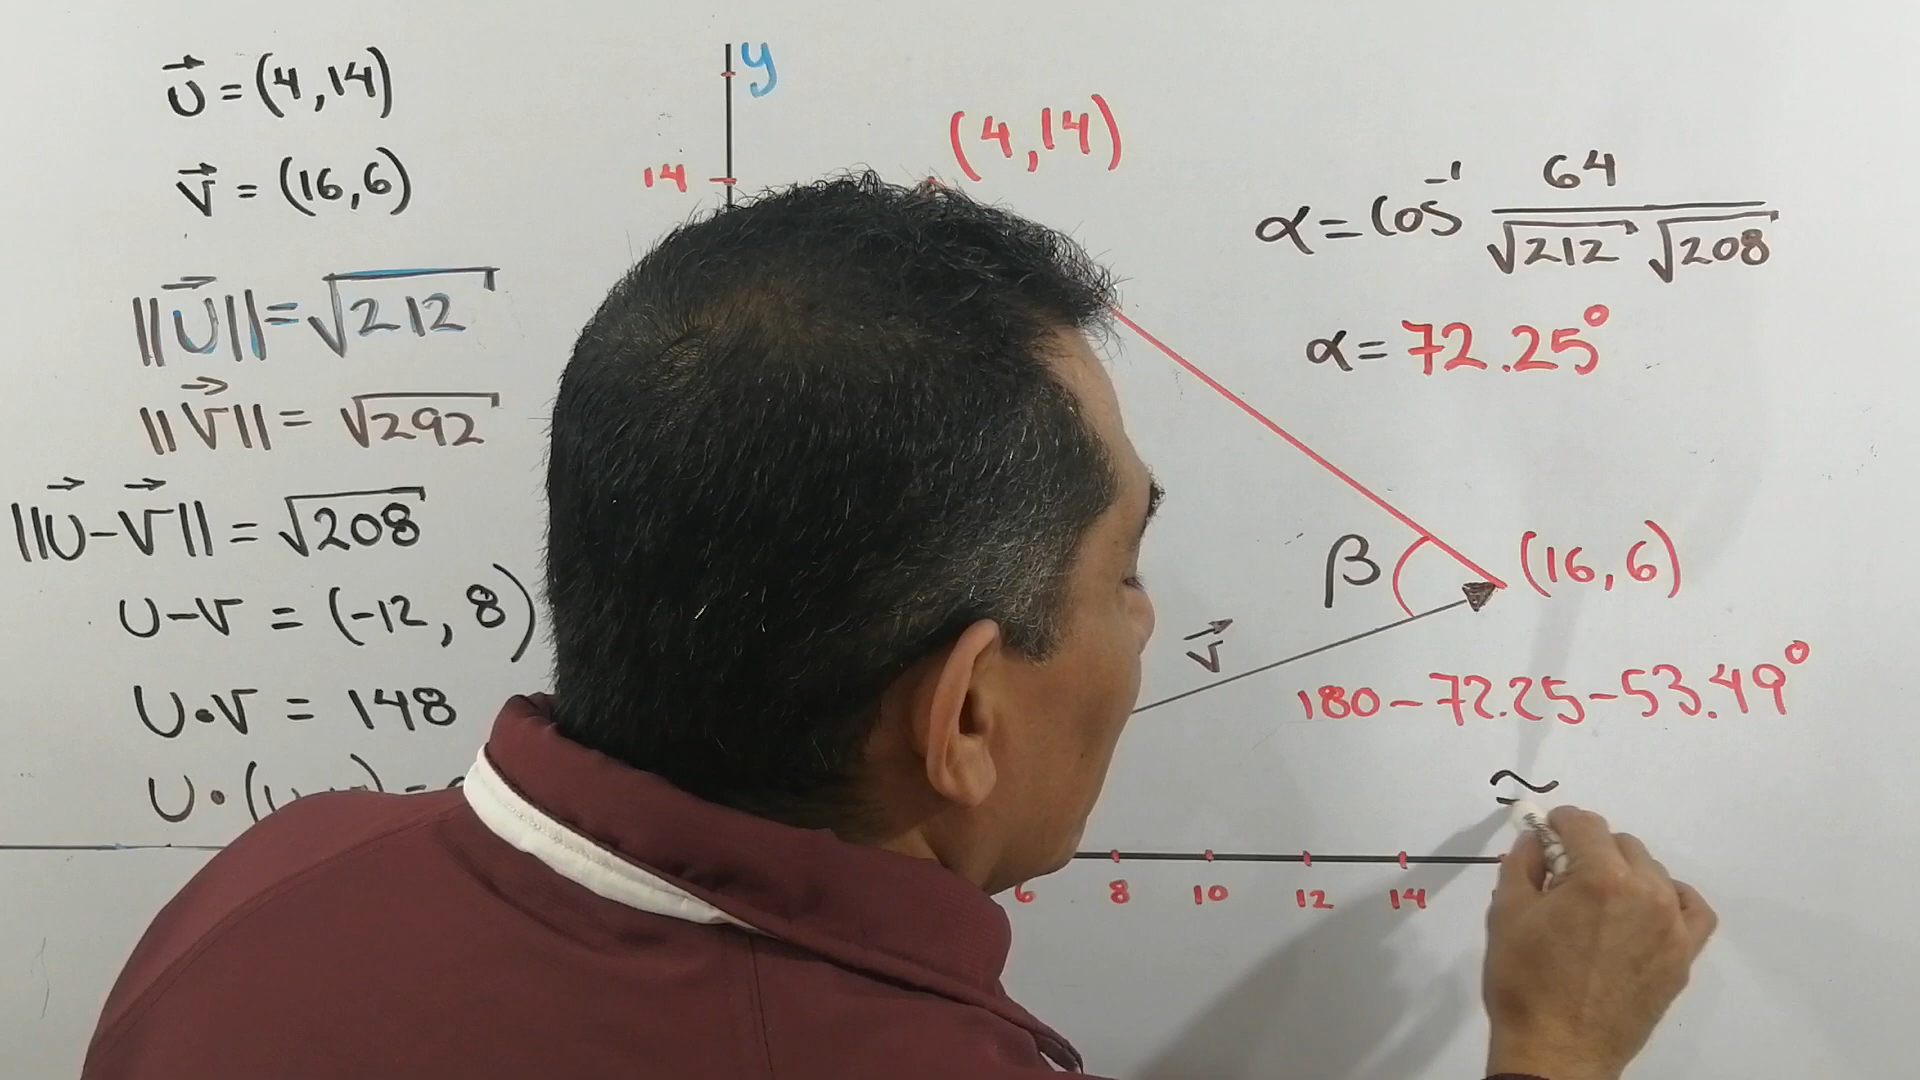 u⃗ = (4,14)
v⃗ = (16,6)
||u⃗|| = √212
||v⃗|| = √292
||u⃗-v⃗|| = √208
u-v = (-12, 8)
u•v = 148
y
14
(4,14)
α = cos⁻¹ 64 / √212 √208
α = 72.25°
β
(16,6)
v⃗
180-72.25-53.49°
≈
6 8 10 12 14